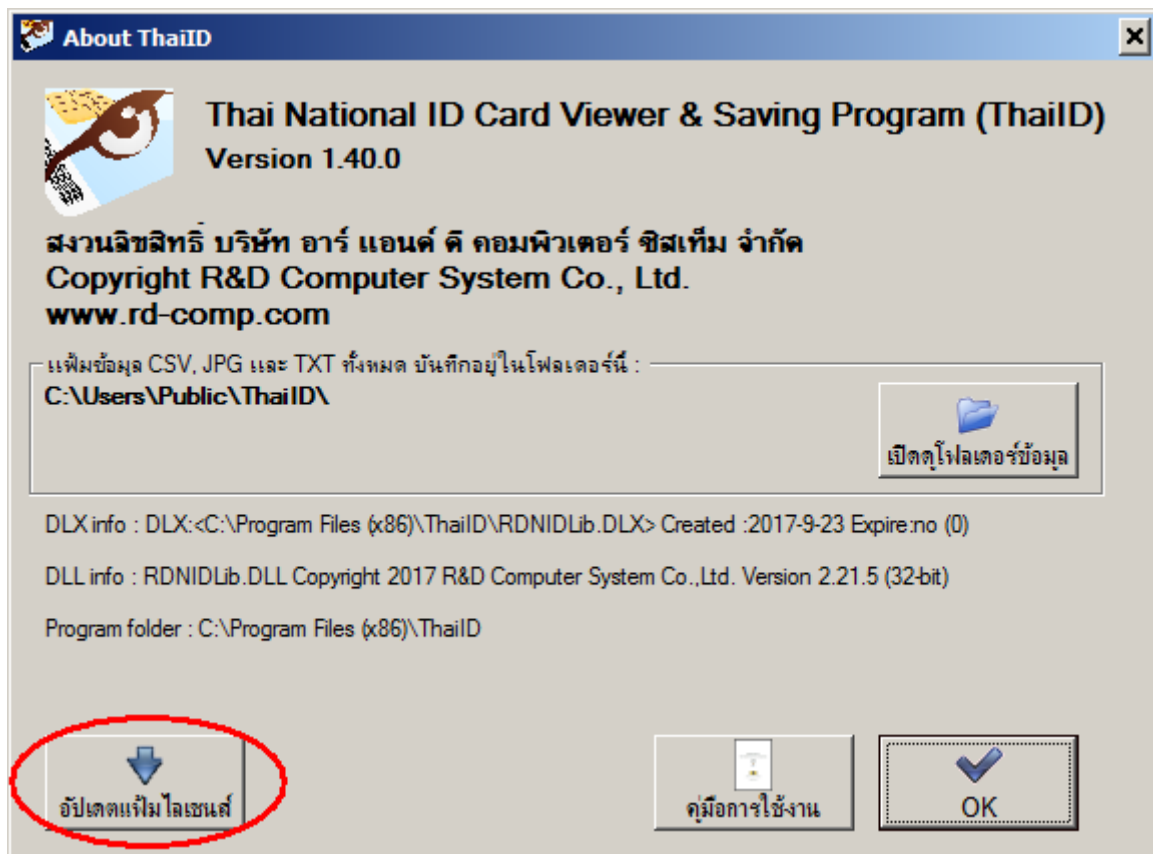 About ThaiID
Thai National ID Card Viewer & Saving Program (ThaiID)
Version 1.40.0
สงวนลิขสิทธิ์ บริษัท อาร์ แอนด์ ดี คอมพิวเตอร์ ซิสเท็ม จำกัด
Copyright R&D Computer System Co., Ltd.
www.rd-comp.com
แฟ้มข้อมูล CSV, JPG และ TXT ทั้งหมด บันทึกอยู่ในโฟลเดอร์นี้ :
C:\Users\Public\ThaiID\
เปิดดูโฟลเดอร์ข้อมูล
DLX info : DLX:<C:\Program Files (x86)\ThaiID\RDNIDLib.DLX> Created :2017-9-23 Expire:no (0)
DLL info : RDNIDLib.DLL Copyright 2017 R&D Computer System Co.,Ltd. Version 2.21.5 (32-bit)
Program folder : C:\Program Files (x86)\ThaiID
อัปเดตแฟ้มไลเซนส์
คู่มือการใช้งาน
OK